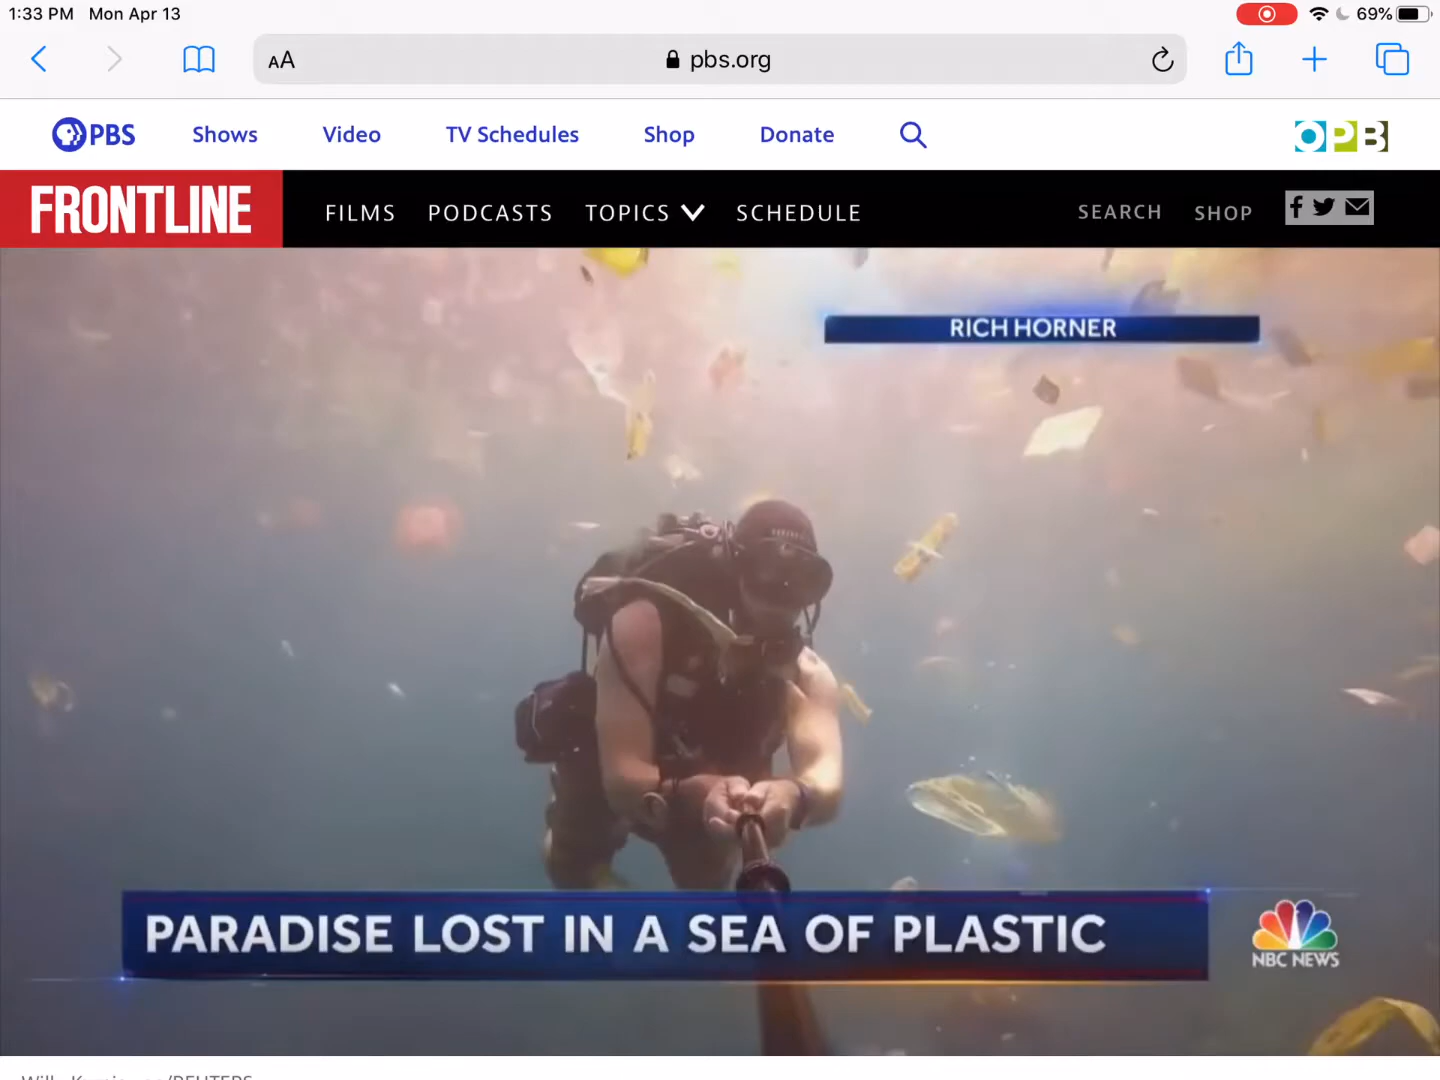 1:33 PM Mon Apr 13
69%
AA
pbs.org
PBS
Shows
Video
TV Schedules
Shop
Donate
OPB
FRONTLINE
FILMS
PODCASTS
TOPICS
SCHEDULE
SEARCH
SHOP
RICH HORNER
PARADISE LOST IN A SEA OF PLASTIC
NBC NEWS